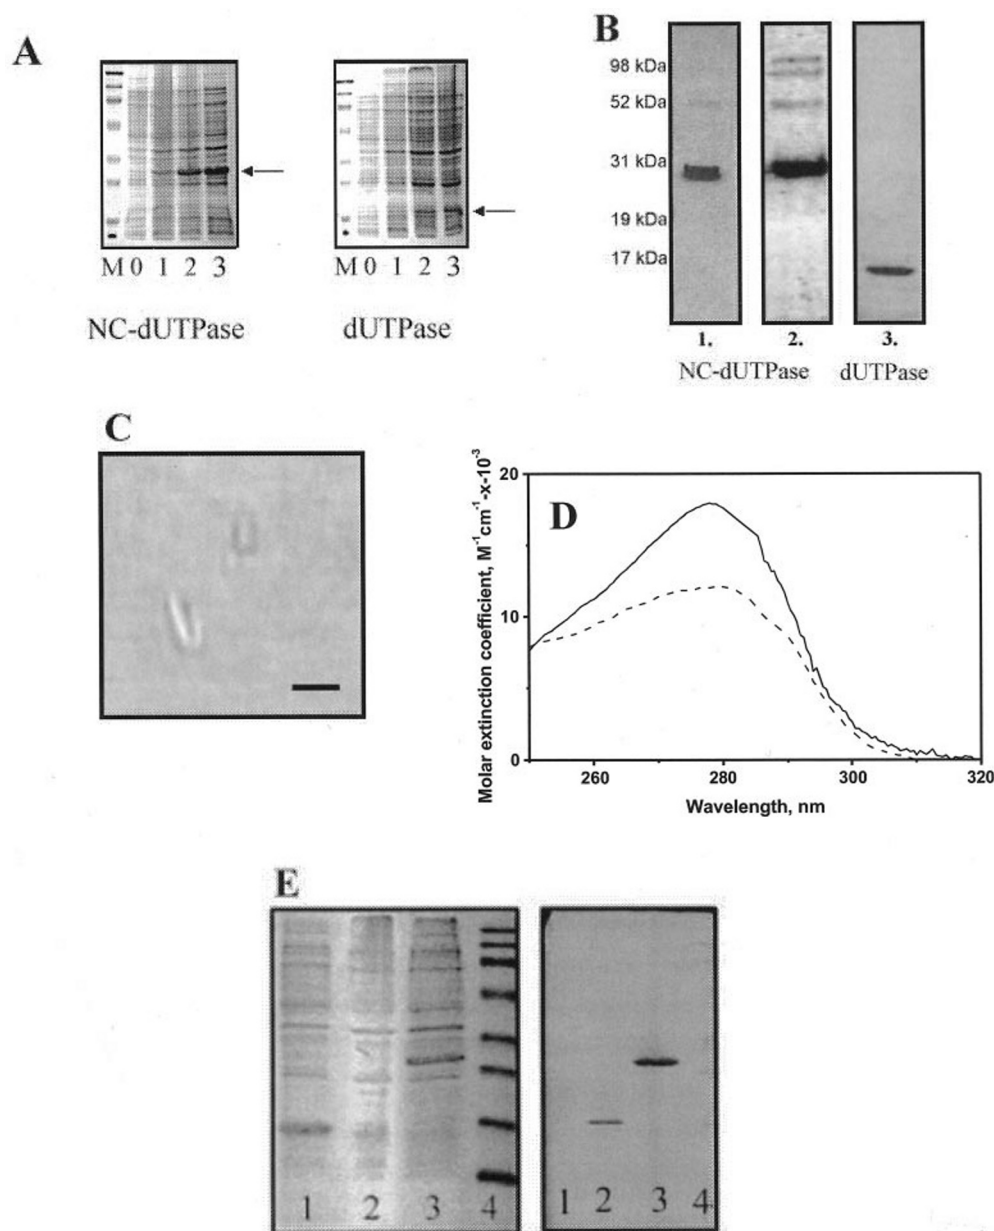 A
M 0 1 2 3
NC-dUTPase
M 0 1 2 3
dUTPase
B
98 kDa
52 kDa
31 kDa
19 kDa
17 kDa
1. 2. 3.
NC-dUTPase dUTPase
C
D
Molar extinction coefficient, M⁻¹cm⁻¹-x-10⁻³
20
10
0
260 280 300 320
Wavelength, nm
E
1 2 3 4
1 2 3 4